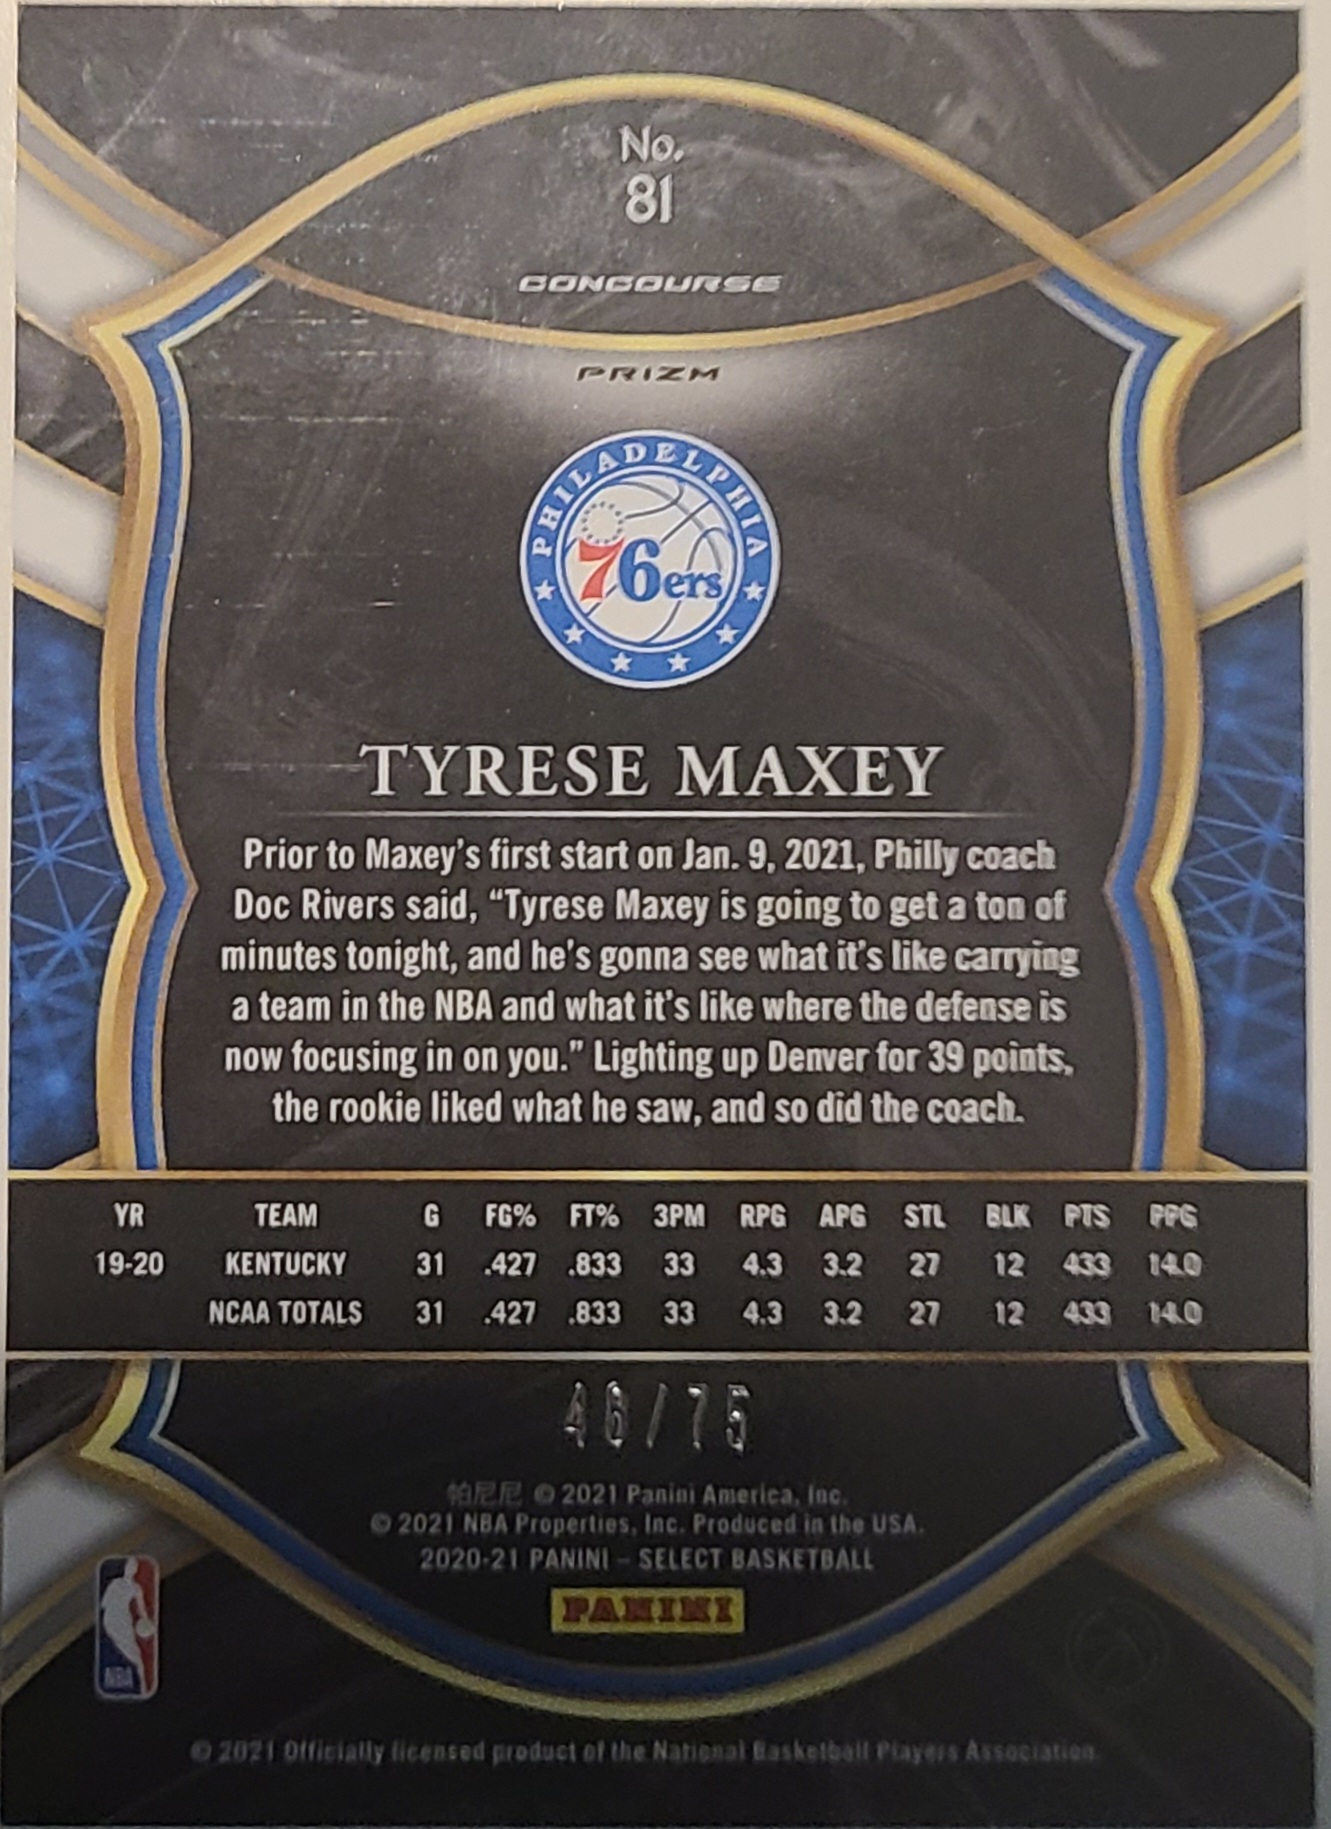 No.
81
CONCOURSE
PRIZM
PHILADELPHIA
76ers
TYRESE MAXEY
Prior to Maxey's first start on Jan. 9, 2021, Philly coach
Doc Rivers said, “Tyrese Maxey is going to get a ton of
minutes tonight, and he's gonna see what it's like carrying
a team in the NBA and what it's like where the defense is
now focusing in on you.” Lighting up Denver for 39 points,
the rookie liked what he saw, and so did the coach.
YR TEAM G FG% FT% 3PM RPG APG STL BLK PTS PPG
19-20 KENTUCKY 31 .427 .833 33 4.3 3.2 27 12 433 14.0
NCAA TOTALS 31 .427 .833 33 4.3 3.2 27 12 433 14.0
46/75
帕尼尼 © 2021 Panini America, Inc.
© 2021 NBA Properties, Inc. Produced in the USA.
2020-21 PANINI – SELECT BASKETBALL
PANINI
NBA
© 2021 Officially licensed product of the National Basketball Players Association.